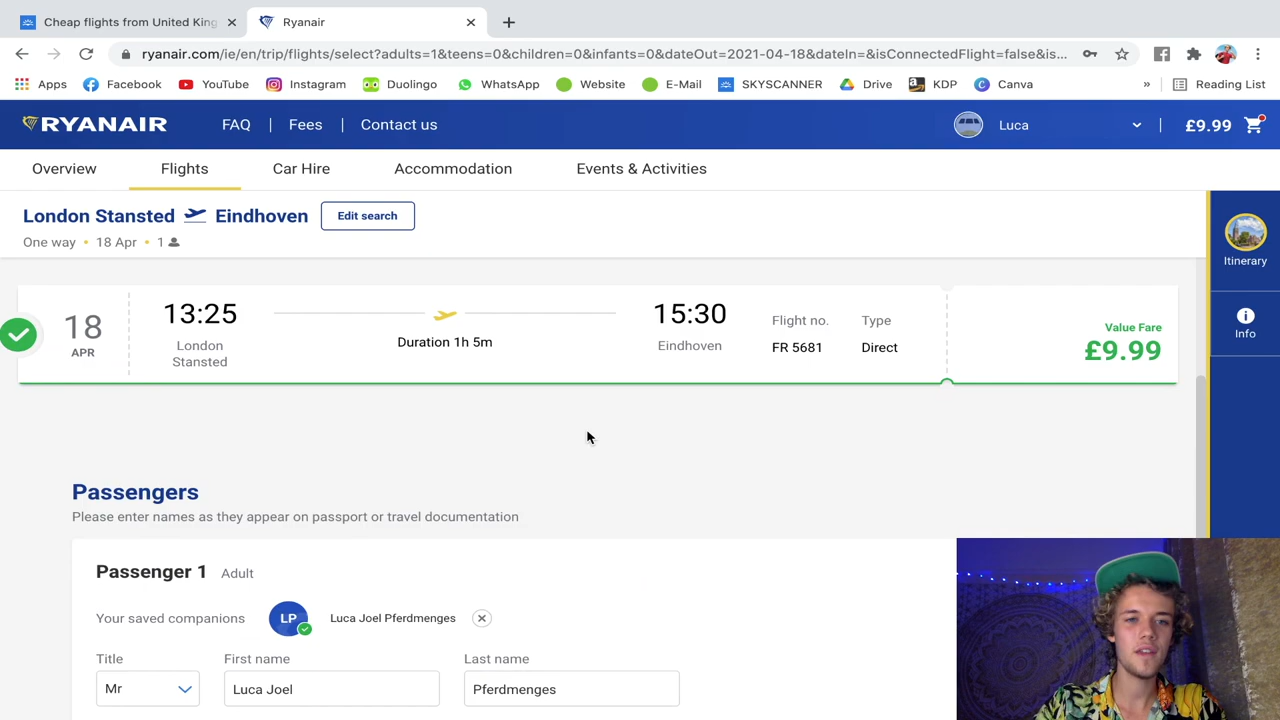 Cheap flights from United King
Ryanair
ryanair.com/ie/en/trip/flights/select?adults=1&teens=0&children=0&infants=0&dateOut=2021-04-18&dateIn=&isConnectedFlight=false&is...
Apps Facebook YouTube Instagram Duolingo WhatsApp Website E-Mail SKYSCANNER Drive KDP Canva » Reading List
RYANAIR FAQ | Fees | Contact us Luca | £9.99
Overview Flights Car Hire Accommodation Events & Activities
London Stansted Eindhoven Edit search
One way • 18 Apr • 1
Itinerary
Info
18
APR
13:25
London
Stansted
Duration 1h 5m
15:30
Eindhoven
Flight no.
FR 5681
Type
Direct
Value Fare
£9.99
Passengers
Please enter names as they appear on passport or travel documentation
Passenger 1 Adult
Your saved companions LP Luca Joel Pferdmenges
Title First name Last name
Mr Luca Joel Pferdmenges